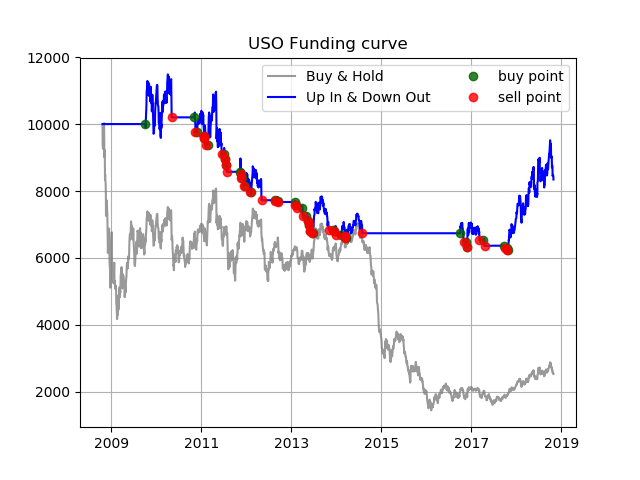 USO Funding curve
12000
10000
8000
6000
4000
2000
Buy & Hold
Up In & Down Out
buy point
sell point
2009 2011 2013 2015 2017 2019